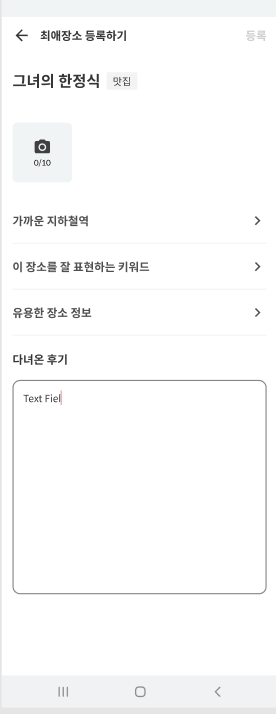 최애장소 등록하기
등록
그녀의 한정식
맛집
0/10
가까운 지하철역
이 장소를 잘 표현하는 키워드
유용한 장소 정보
다녀온 후기
Text Fiel